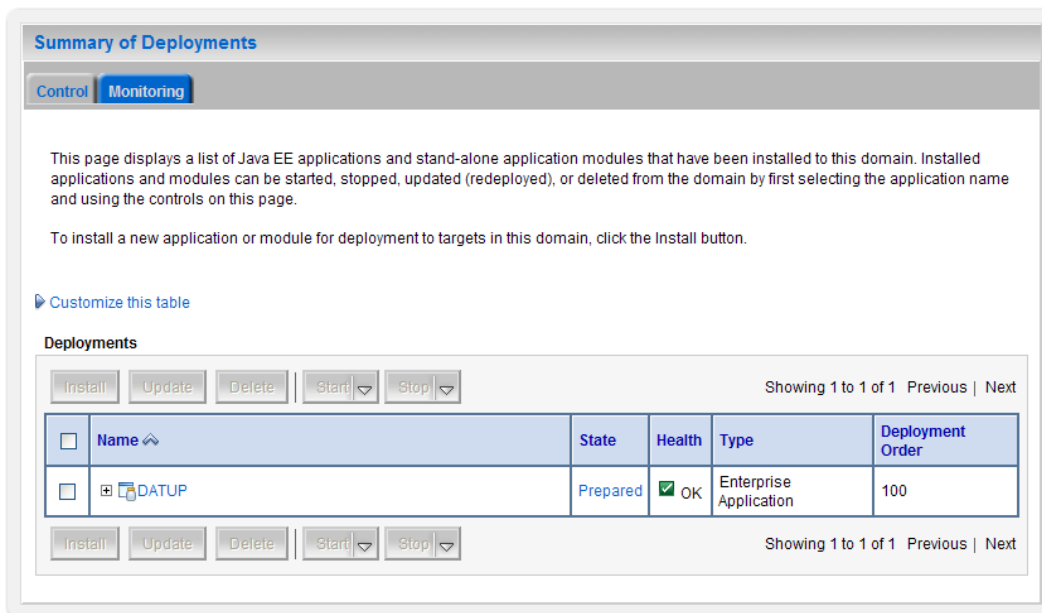 Summary of Deployments
Control Monitoring
This page displays a list of Java EE applications and stand-alone application modules that have been installed to this domain. Installed
applications and modules can be started, stopped, updated (redeployed), or deleted from the domain by first selecting the application name
and using the controls on this page.
To install a new application or module for deployment to targets in this domain, click the Install button.
Customize this table
Deployments
Install Update Delete Start Stop Showing 1 to 1 of 1 Previous | Next
Name State Health Type Deployment Order
DATUP Prepared OK Enterprise Application 100
Install Update Delete Start Stop Showing 1 to 1 of 1 Previous | Next